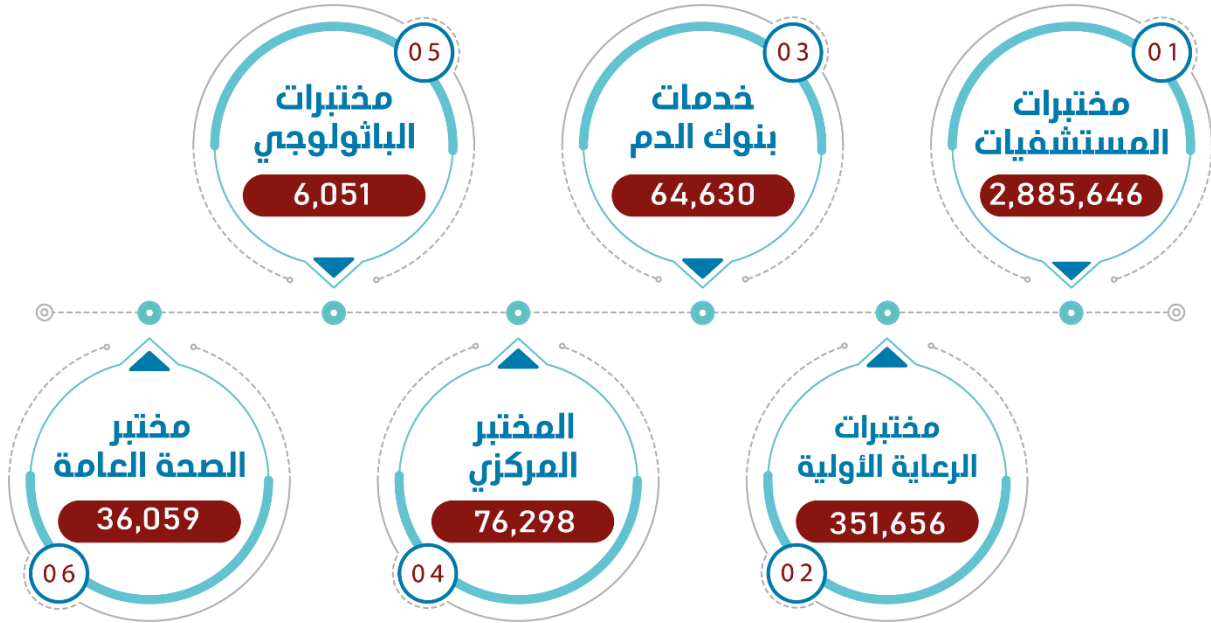 01
مختبرات
المستشفيات
2,885,646
02
مختبرات
الرعاية الأولية
351,656
03
خدمات
بنوك الدم
64,630
04
المختبر
المركزي
76,298
05
مختبرات
الباثولوجي
6,051
06
مختبر
الصحة العامة
36,059